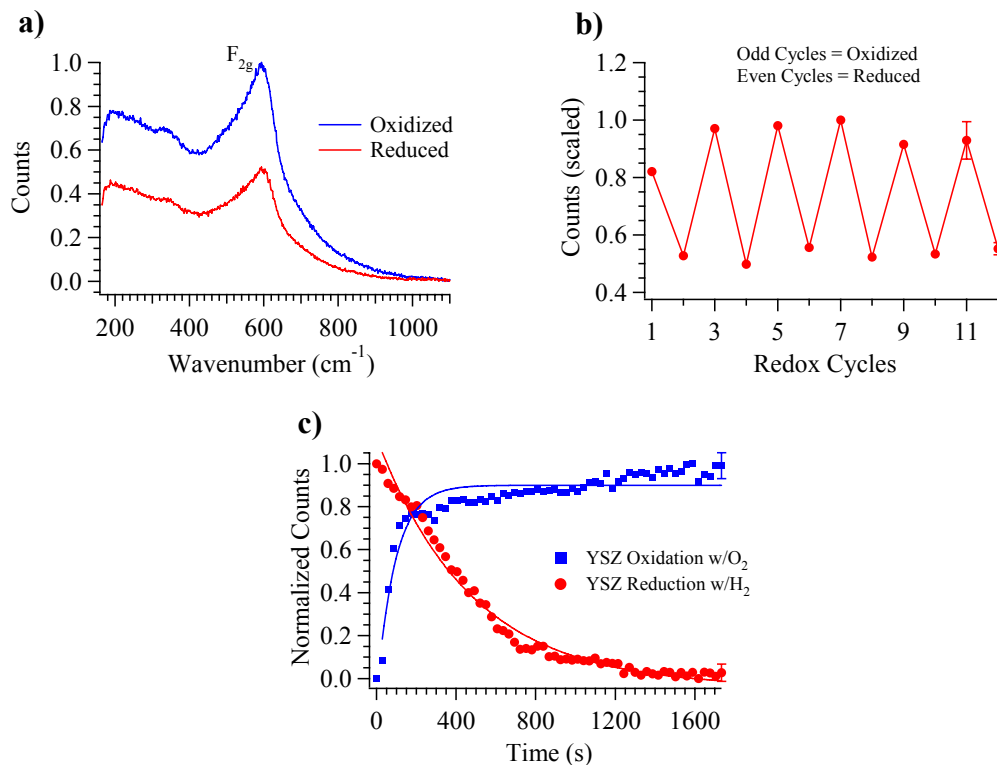 a)
F2g
1.0
0.8
0.6
0.4
0.2
0.0
Counts
Oxidized
Reduced
200 400 600 800 1000
Wavenumber (cm-1)
b)
Odd Cycles = Oxidized
Even Cycles = Reduced
1.2
1.0
0.8
0.6
0.4
Counts (scaled)
1 3 5 7 9 11
Redox Cycles
c)
1.0
0.8
0.6
0.4
0.2
0.0
Normalized Counts
YSZ Oxidation w/O2
YSZ Reduction w/H2
0 400 800 1200 1600
Time (s)